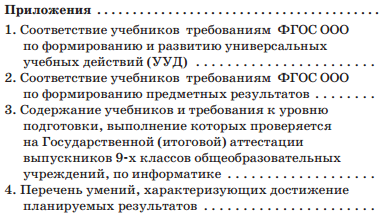 Приложения . . . . . . . . . . . . . . . . . . . . . . . . . . . . . . . . . . .
1. Соответствие учебников требованиям ФГОС ООО
по формированию и развитию универсальных
учебных действий (УУД) . . . . . . . . . . . . . . . . . . . . . .
2. Соответствие учебников требованиям ФГОС ООО
по формированию предметных результатов . . . . . . . .
3. Содержание учебников и требования к уровню
подготовки, выполнение которых проверяется
на Государственной (итоговой) аттестации
выпускников 9-х классов общеобразовательных
учреждений, по информатике . . . . . . . . . . . . . . . . . .
4. Перечень умений, характеризующих достижение
планируемых результатов . . . . . . . . . . . . . . . . . . . . .